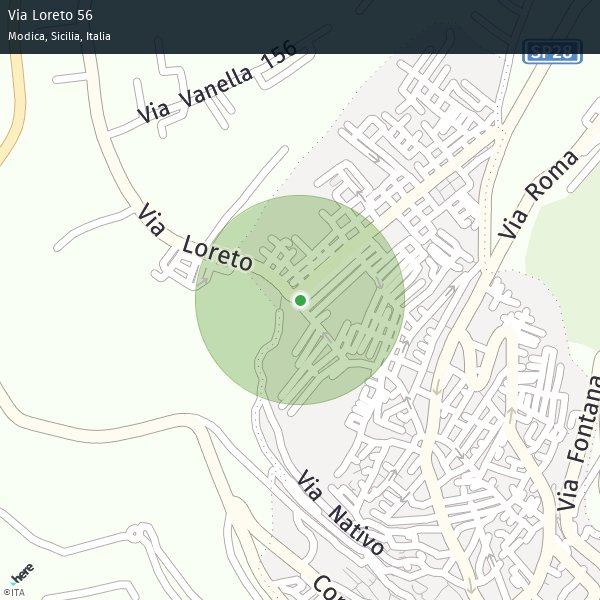 Via Loreto 56
Modica, Sicilia, Italia
SP28
Via Vanella 156
Via Roma
Via Loreto
Via Fontana
Via Nativo
Cor
here
©ITA